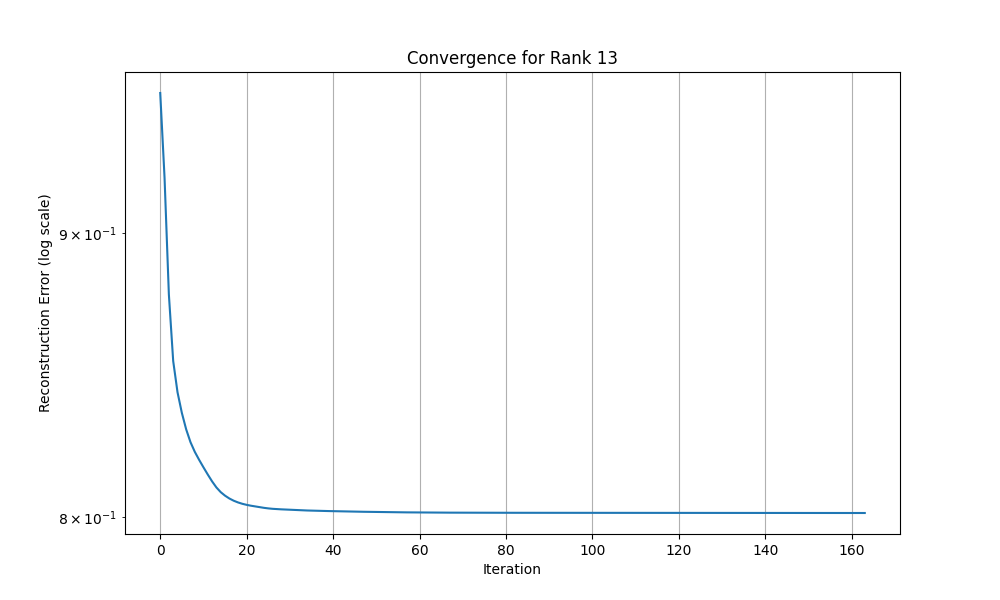 Convergence for Rank 13
Reconstruction Error (log scale)
9 × 10⁻¹
8 × 10⁻¹
0 20 40 60 80 100 120 140 160
Iteration